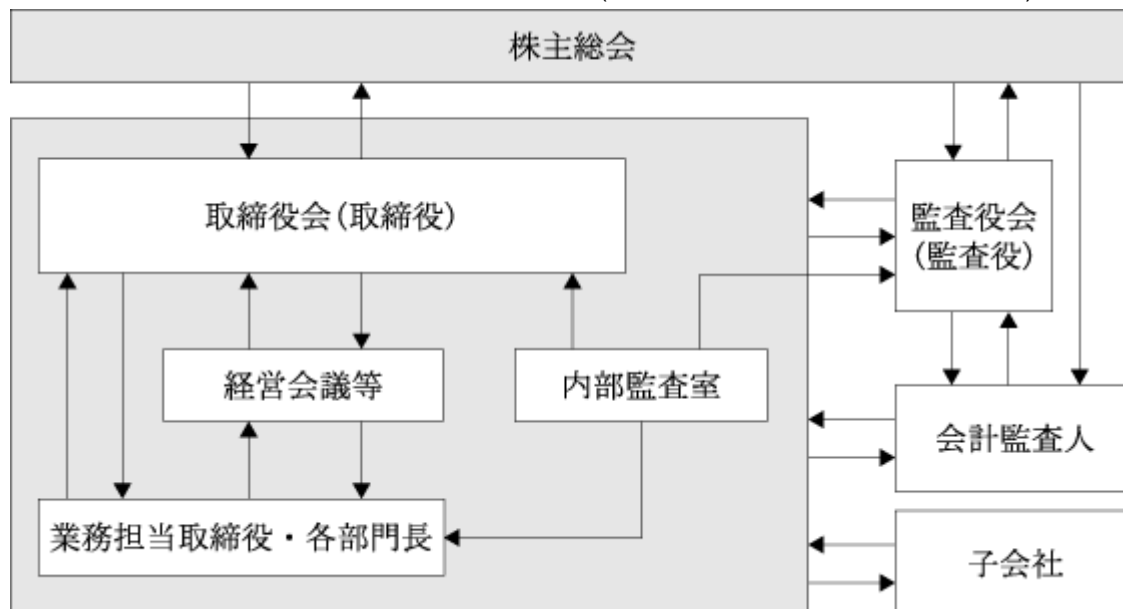 株主総会
取締役会(取締役)
監査役会
(監査役)
経営会議等
内部監査室
会計監査人
業務担当取締役・各部門長
子会社